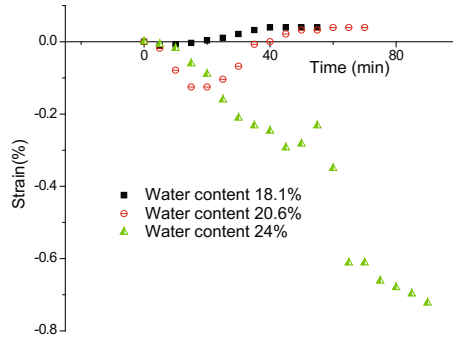 0.0
-0.2
-0.4
-0.6
-0.8
0
40
80
Time (min)
Strain(%)
Water content 18.1%
Water content 20.6%
Water content 24%